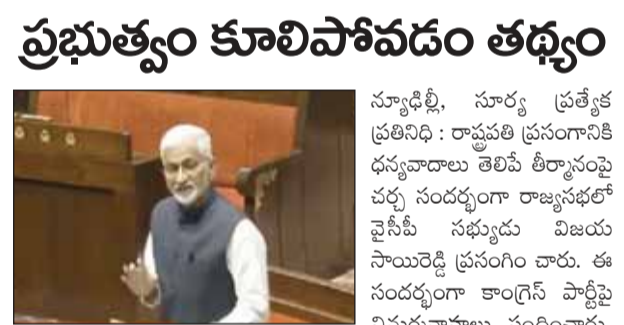 ప్రభుత్వం కూలిపోవడం తథ్యం
న్యూఢిల్లీ, సూర్య ప్రత్యేక
ప్రతినిధి : రాష్ట్రపతి ప్రసంగానికి
ధన్యవాదాలు తెలిపే తీర్మానంపై
చర్చ సందర్భంగా రాజ్యసభలో
వైసీపీ సభ్యుడు విజయ
సాయిరెడ్డి ప్రసంగిం చారు. ఈ
సందర్భంగా కాంగ్రెస్ పార్టీపై